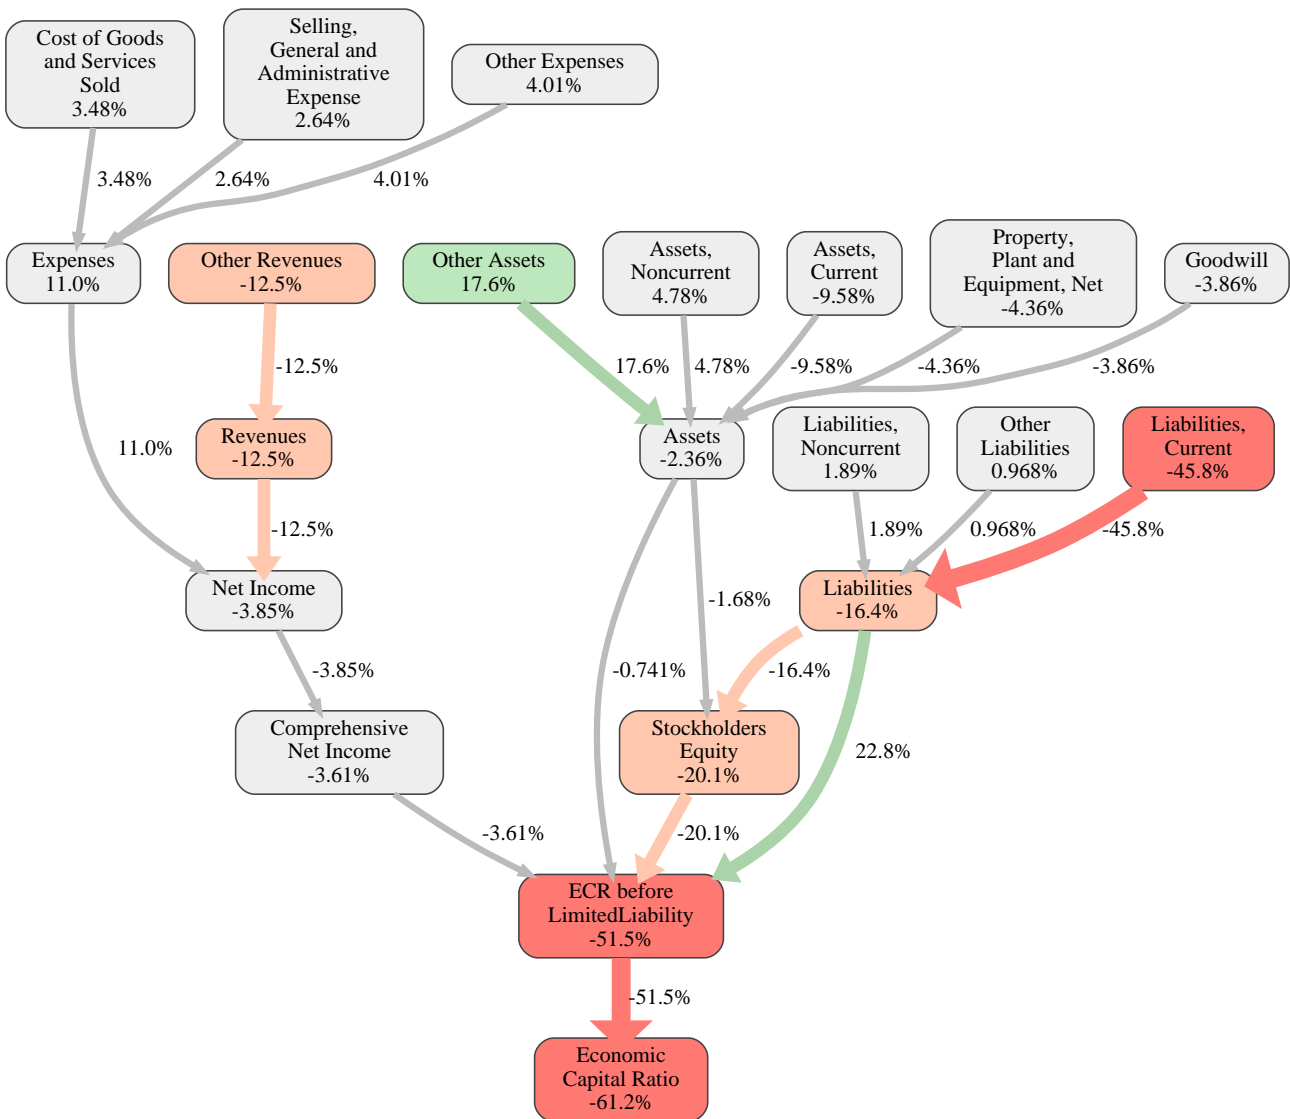 Cost of Goods
and Services
Sold
3.48%
Selling,
General and
Administrative
Expense
2.64%
Other Expenses
4.01%
3.48%
2.64%
4.01%
Expenses
11.0%
Other Revenues
-12.5%
Other Assets
17.6%
Assets,
Noncurrent
4.78%
Assets,
Current
-9.58%
Property,
Plant and
Equipment, Net
-4.36%
Goodwill
-3.86%
-12.5%
17.6%
4.78%
-9.58%
-4.36%
-3.86%
11.0%
Revenues
-12.5%
Assets
-2.36%
Liabilities,
Noncurrent
1.89%
Other
Liabilities
0.968%
Liabilities,
Current
-45.8%
-12.5%
1.89%
0.968%
-45.8%
Net Income
-3.85%
-1.68%
Liabilities
-16.4%
-3.85%
-0.741%
-16.4%
Comprehensive
Net Income
-3.61%
Stockholders
Equity
-20.1%
22.8%
-3.61%
-20.1%
ECR before
LimitedLiability
-51.5%
-51.5%
Economic
Capital Ratio
-61.2%